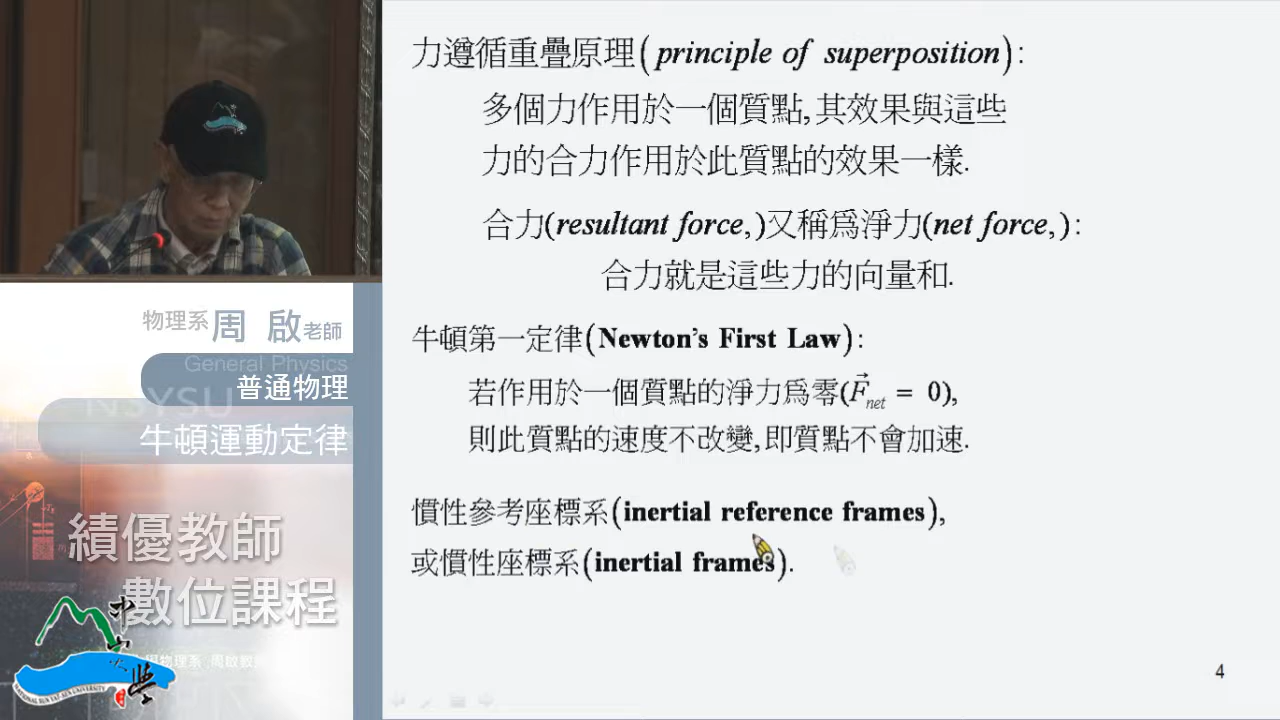 力遵循重疊原理(principle of superposition):
多個力作用於一個質點,其效果與這些
力的合力作用於此質點的效果一樣.
合力(resultant force,)又稱為淨力(net force,):
合力就是這些力的向量和.
牛頓第一定律(Newton's First Law):
若作用於一個質點的淨力為零(F⃗net = 0),
則此質點的速度不改變,即質點不會加速.
慣性參考座標系(inertial reference frames),
或慣性座標系(inertial frames).
4
物理系 周 啟 老師
General Physics
普通物理
NSYSU
牛頓運動定律
績優教師
數位課程
NATIONAL SUN YAT-SEN UNIVERSITY